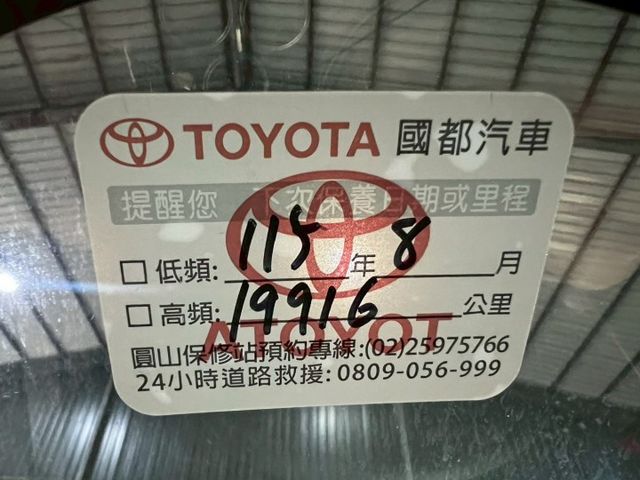 TOYOTA 國都汽車
提醒您 下次保養日期或里程
□ 低頻: 115 年 8 月
□ 高頻: 19916 公里
TOYOTA
圓山保修站預約專線:(02)25975766
24小時道路救援: 0809-056-999